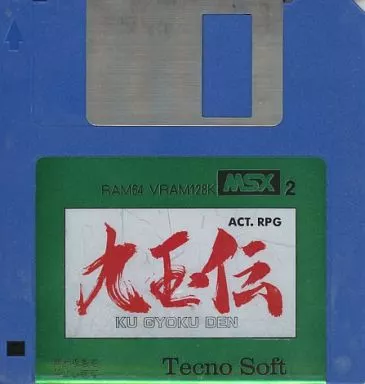 RAM64 VRAM128K MSX 2
ACT. RPG
九玉伝
KU GYOKU DEN
Tecno Soft